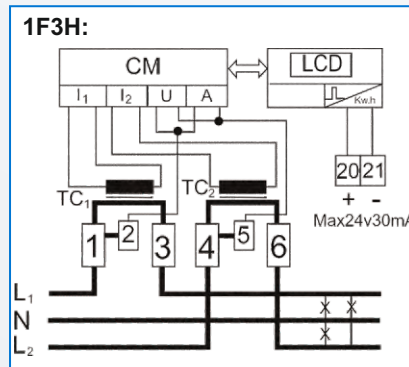 1F3H:
CM
LCD
I₁ I₂ U A
Kw.h
20 21
+ -
TC₁ TC₂
Max24v30mA
1 2 3 4 5 6
L₁
N
L₂